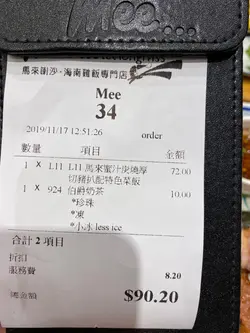 Mee
馬來喇沙·海南雞飯專門店
Mee
34
2019/11/17 12:51:26 order
數量 項目 金額
1 X L11 L11 馬來蜜汁炭燒厚 72.00
切豬扒配特色菜飯
1 X 924 伯爵奶茶 10.00
*珍珠
*凍
*小冰 less ice
合計 2 項目
折扣
服務費 8.20
總金額 $90.20